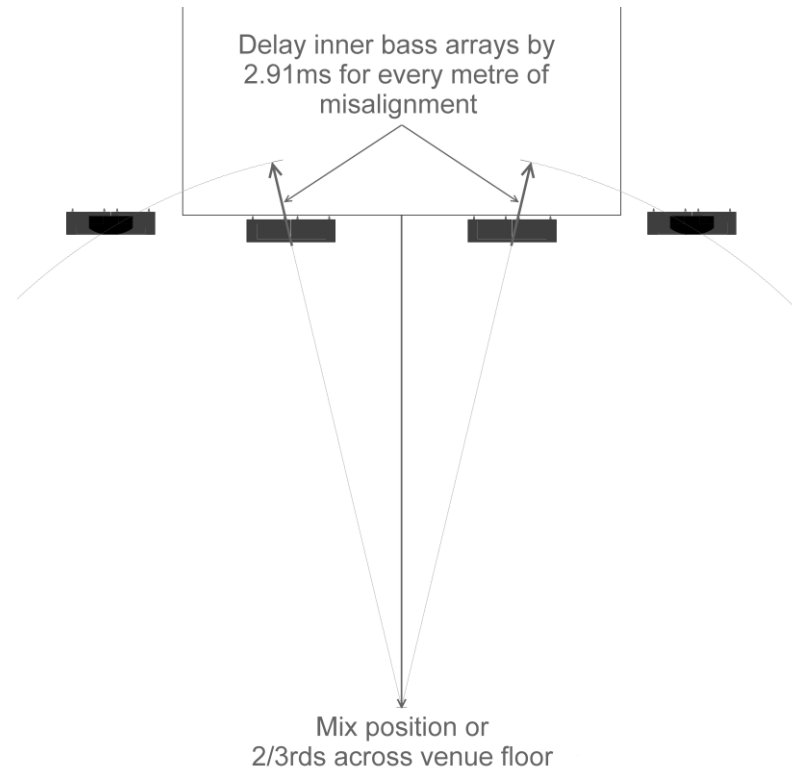 Delay inner bass arrays by
2.91ms for every metre of
misalignment
Mix position or
2/3rds across venue floor